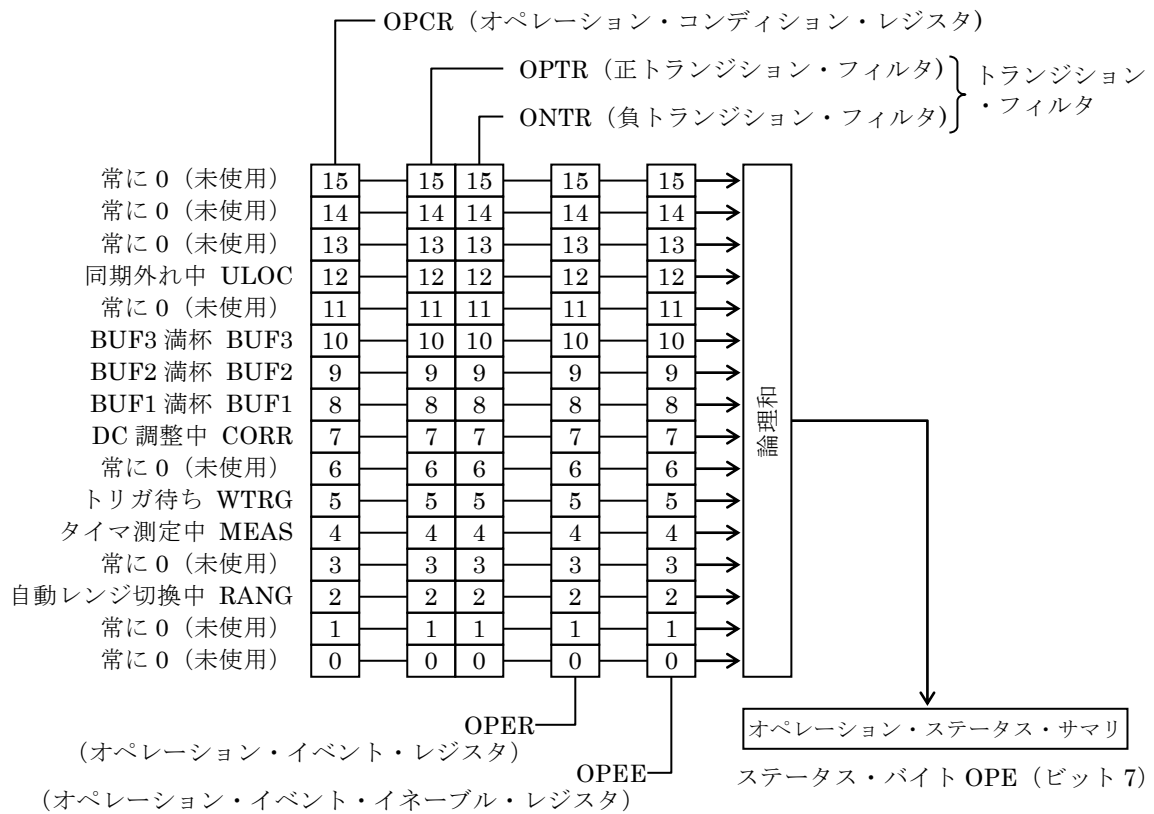 OPCR（オペレーション・コンディション・レジスタ）
OPTR（正トランジション・フィルタ）
ONTR（負トランジション・フィルタ）
トランジション
・フィルタ
常に 0（未使用） 15 15 15 15 15
常に 0（未使用） 14 14 14 14 14
常に 0（未使用） 13 13 13 13 13
同期外れ中 ULOC 12 12 12 12 12
常に 0（未使用） 11 11 11 11 11
BUF3 満杯 BUF3 10 10 10 10 10
BUF2 満杯 BUF2 9 9 9 9 9
BUF1 満杯 BUF1 8 8 8 8 8
DC 調整中 CORR 7 7 7 7 7
常に 0（未使用） 6 6 6 6 6
トリガ待ち WTRG 5 5 5 5 5
タイマ測定中 MEAS 4 4 4 4 4
常に 0（未使用） 3 3 3 3 3
自動レンジ切換中 RANG 2 2 2 2 2
常に 0（未使用） 1 1 1 1 1
常に 0（未使用） 0 0 0 0 0
論理和
OPER
（オペレーション・イベント・レジスタ）
OPEE
（オペレーション・イベント・イネーブル・レジスタ）
オペレーション・ステータス・サマリ
ステータス・バイト OPE（ビット 7）